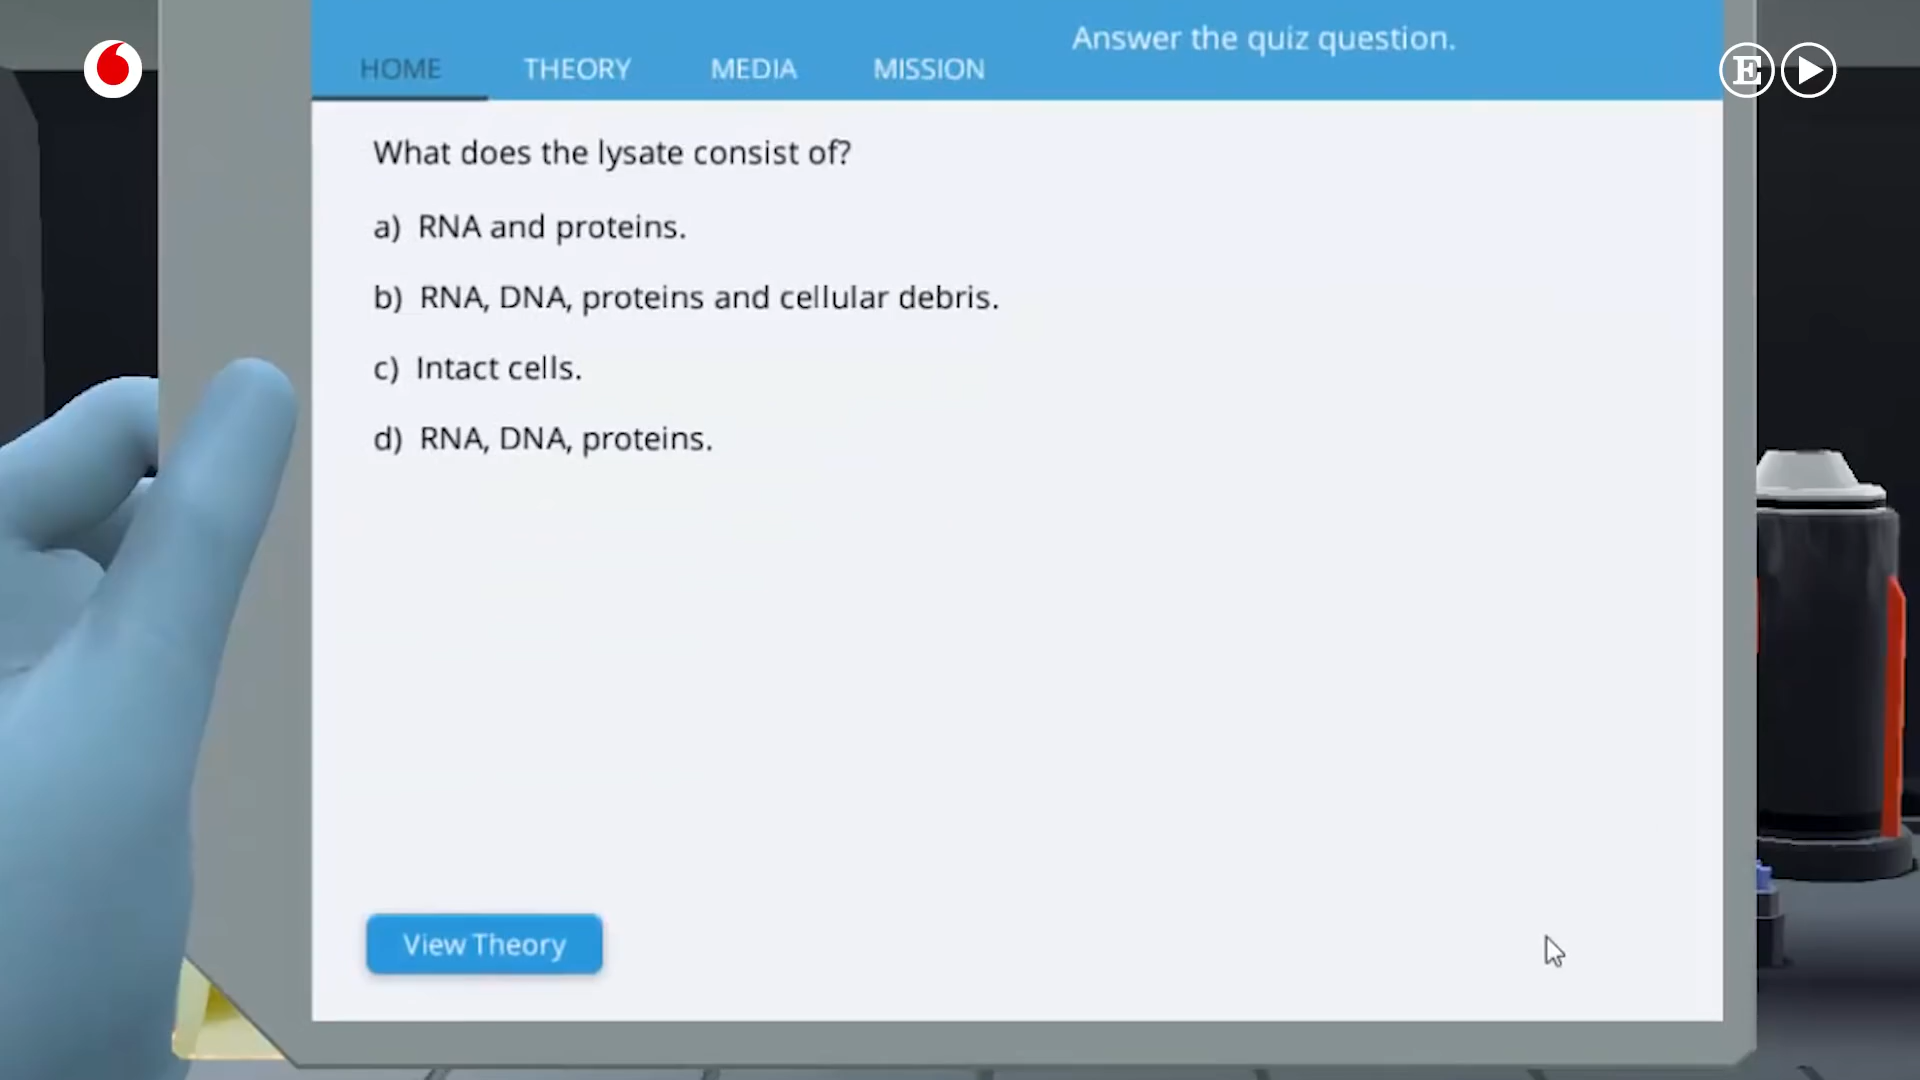 Answer the quiz question.
HOME THEORY MEDIA MISSION
E
What does the lysate consist of?
a) RNA and proteins.
b) RNA, DNA, proteins and cellular debris.
c) Intact cells.
d) RNA, DNA, proteins.
View Theory